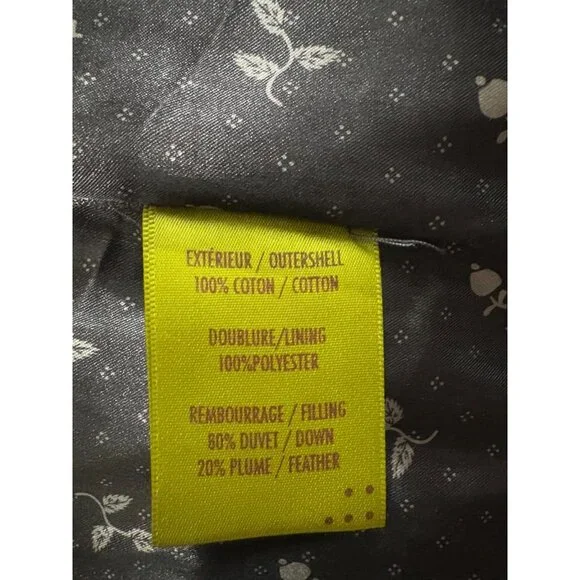 EXTÉRIEUR / OUTERSHELL
100% COTON / COTTON
DOUBLURE/LINING
100%POLYESTER
REMBOURRAGE / FILLING
80% DUVET / DOWN
20% PLUME / FEATHER